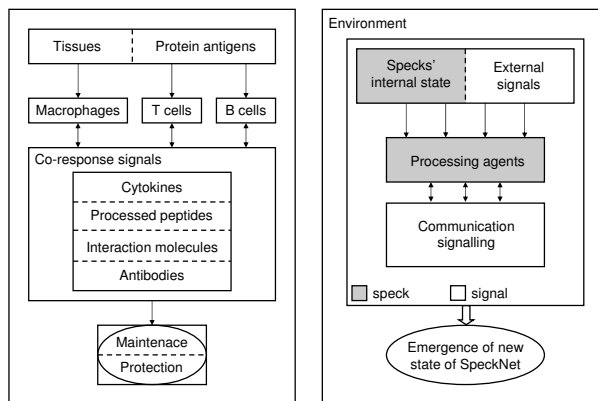 Tissues
Protein antigens
Macrophages
T cells
B cells
Co-response signals
Cytokines
Processed peptides
Interaction molecules
Antibodies
Maintenace
Protection
Environment
Specks'
internal state
External
signals
Processing agents
Communication
signalling
speck
signal
Emergence of new
state of SpeckNet